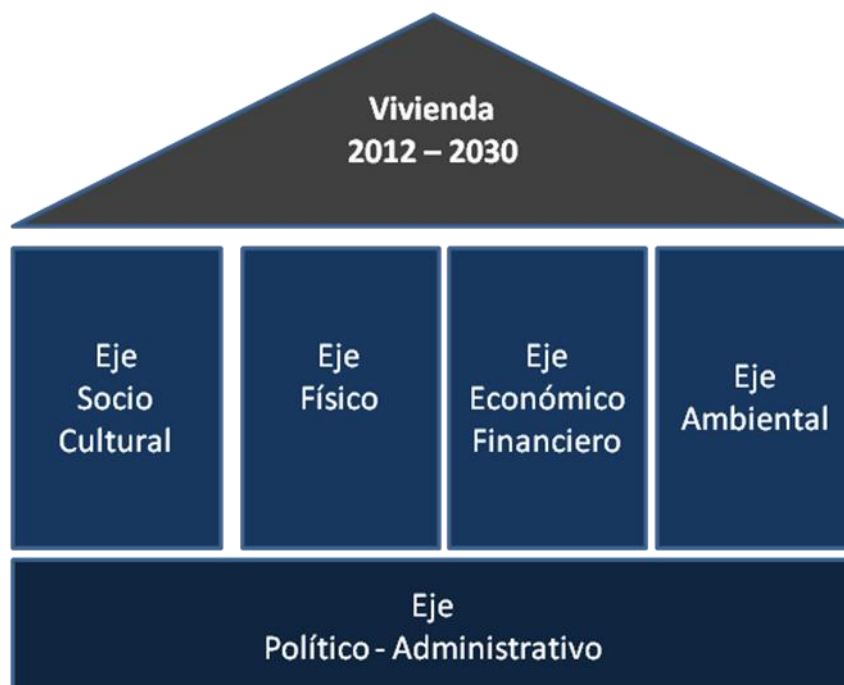 Vivienda
2012 – 2030
Eje
Socio
Cultural
Eje
Físico
Eje
Económico
Financiero
Eje
Ambiental
Eje
Político - Administrativo